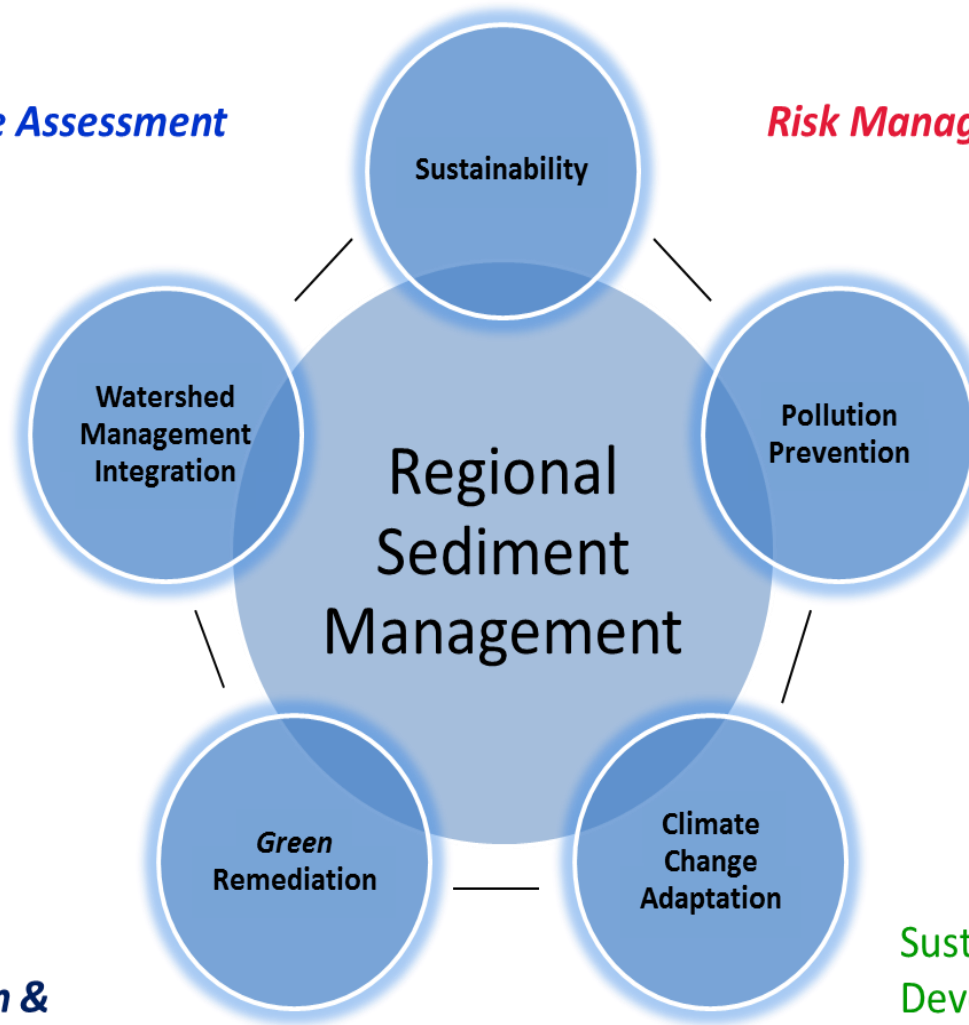 e Assessment
Risk Manag
Sustainability
Watershed
Management
Integration
Pollution
Prevention
Regional
Sediment
Management
Green
Remediation
Climate
Change
Adaptation
n &
Sust
Dev